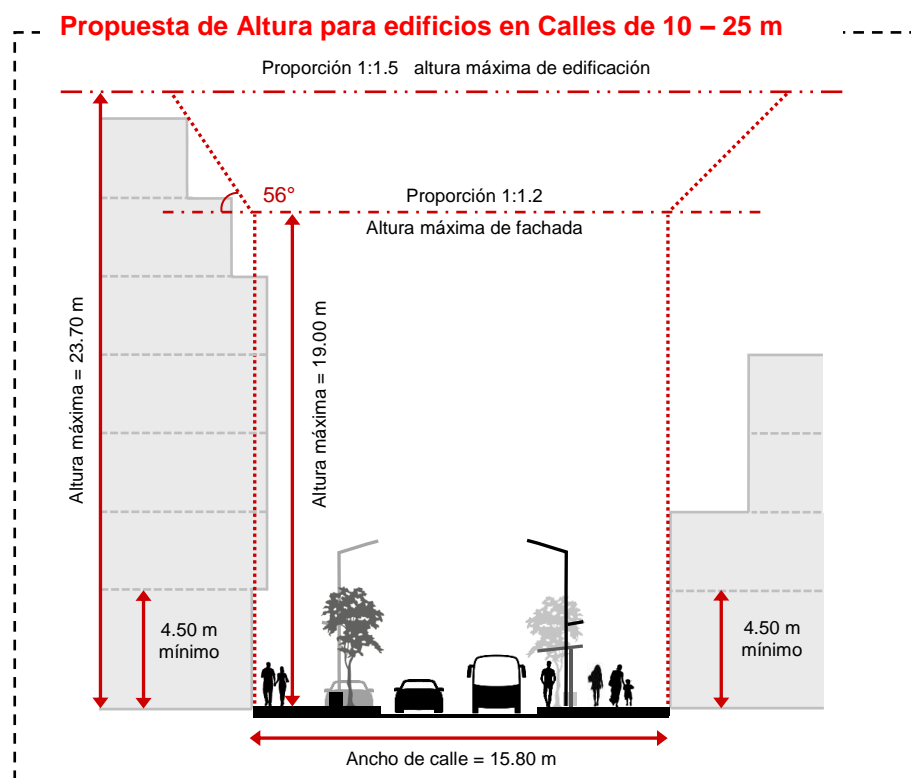 Propuesta de Altura para edificios en Calles de 10 – 25 m
Proporción 1:1.5 altura máxima de edificación
56°
Proporción 1:1.2
Altura máxima de fachada
Altura máxima = 23.70 m
Altura máxima = 19.00 m
4.50 m
mínimo
4.50 m
mínimo
Ancho de calle = 15.80 m